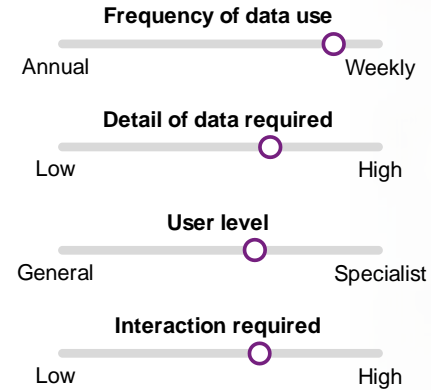 Frequency of data use
Annual Weekly
Detail of data required
Low High
User level
General Specialist
Interaction required
Low High